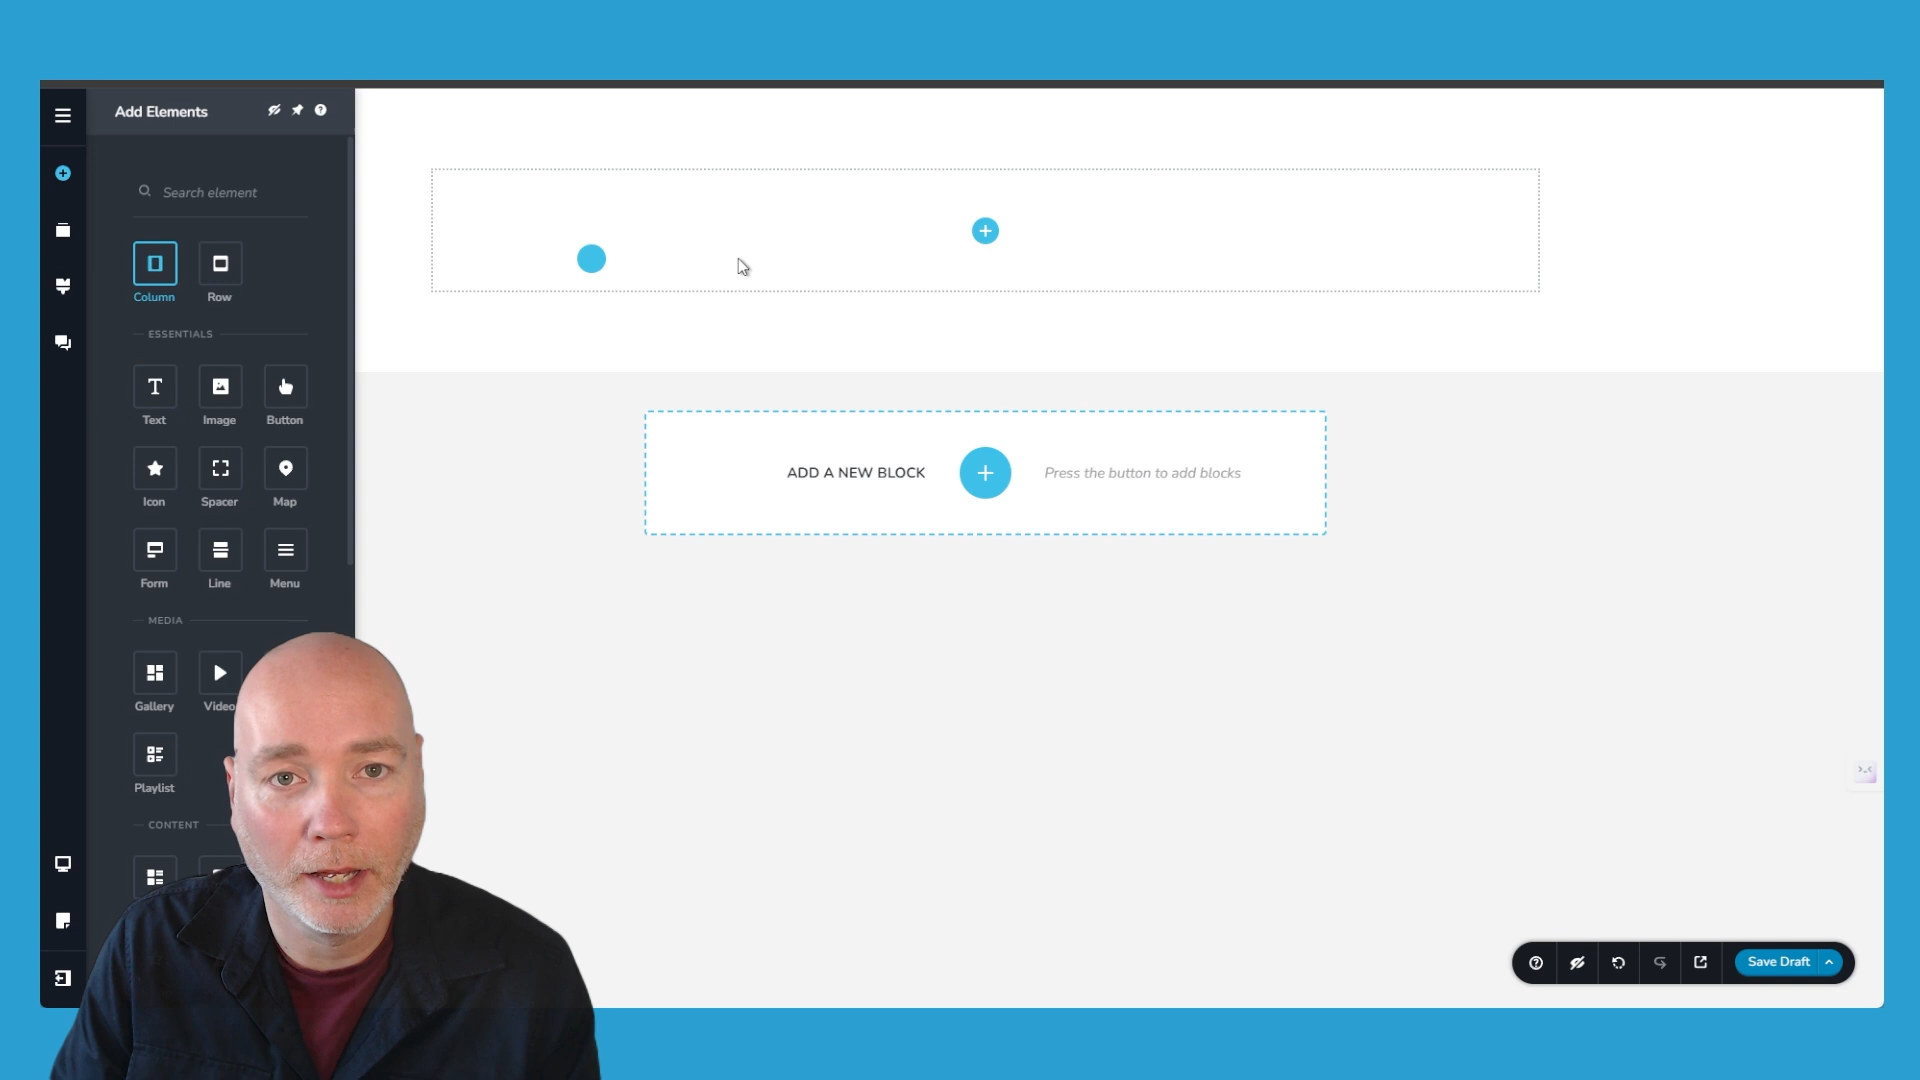 Add Elements
Search element
Column Row
ESSENTIALS
Text Image Button
Icon Spacer Map
Form Line Menu
MEDIA
Gallery Video
Playlist
CONTENT
ADD A NEW BLOCK Press the button to add blocks
Save Draft